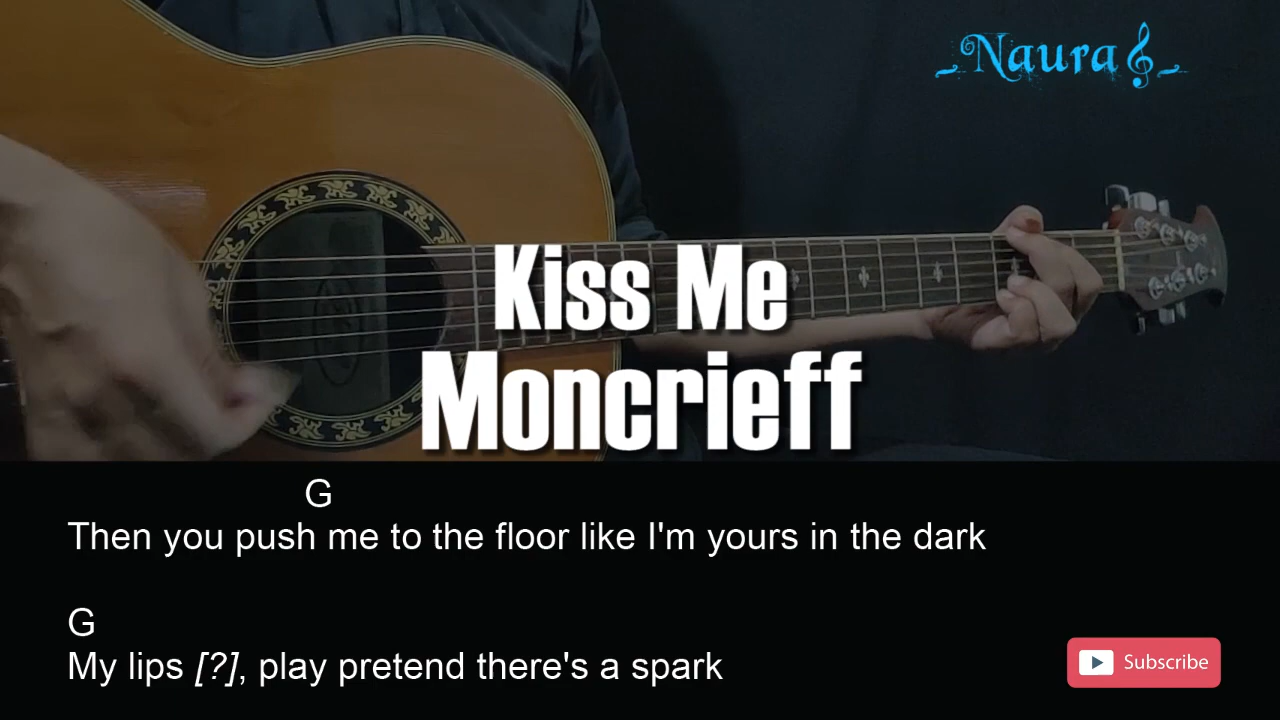 Naura
Kiss Me
Moncrieff
G
Then you push me to the floor like I'm yours in the dark
G
My lips [?], play pretend there's a spark
Subscribe